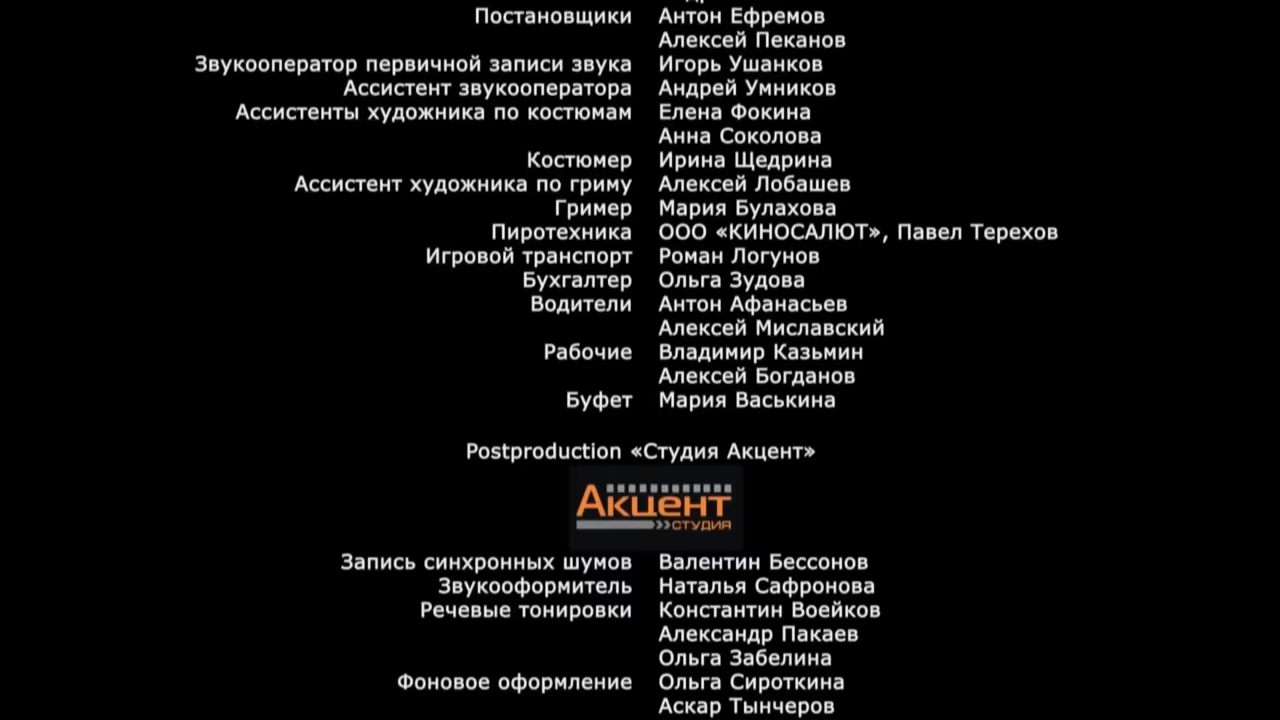 Постановщики Антон Ефремов
Алексей Пеканов
Звукооператор первичной записи звука Игорь Ушанков
Ассистент звукооператора Андрей Умников
Ассистенты художника по костюмам Елена Фокина
Анна Соколова
Костюмер Ирина Щедрина
Ассистент художника по гриму Алексей Лобашев
Гример Мария Булахова
Пиротехника ООО «КИНОСАЛЮТ», Павел Терехов
Игровой транспорт Роман Логунов
Бухгалтер Ольга Зудова
Водители Антон Афанасьев
Алексей Миславский
Рабочие Владимир Казьмин
Алексей Богданов
Буфет Мария Васькина
Postproduction «Студия Акцент»
Акцент
студия
Запись синхронных шумов Валентин Бессонов
Звукооформитель Наталья Сафронова
Речевые тонировки Константин Воейков
Александр Пакаев
Ольга Забелина
Фоновое оформление Ольга Сироткина
Аскар Тынчеров